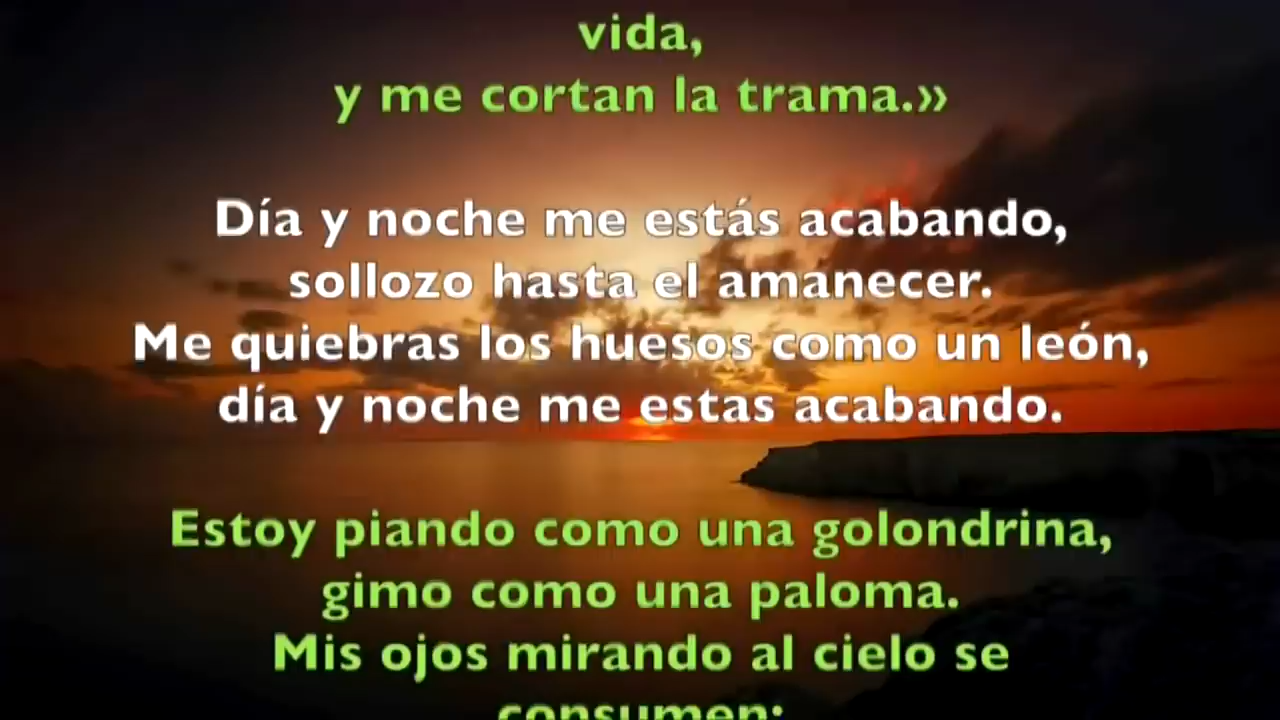 vida,
y me cortan la trama.»
Día y noche me estás acabando,
sollozo hasta el amanecer.
Me quiebras los huesos como un león,
día y noche me estas acabando.
Estoy piando como una golondrina,
gimo como una paloma.
Mis ojos mirando al cielo se
consumen: